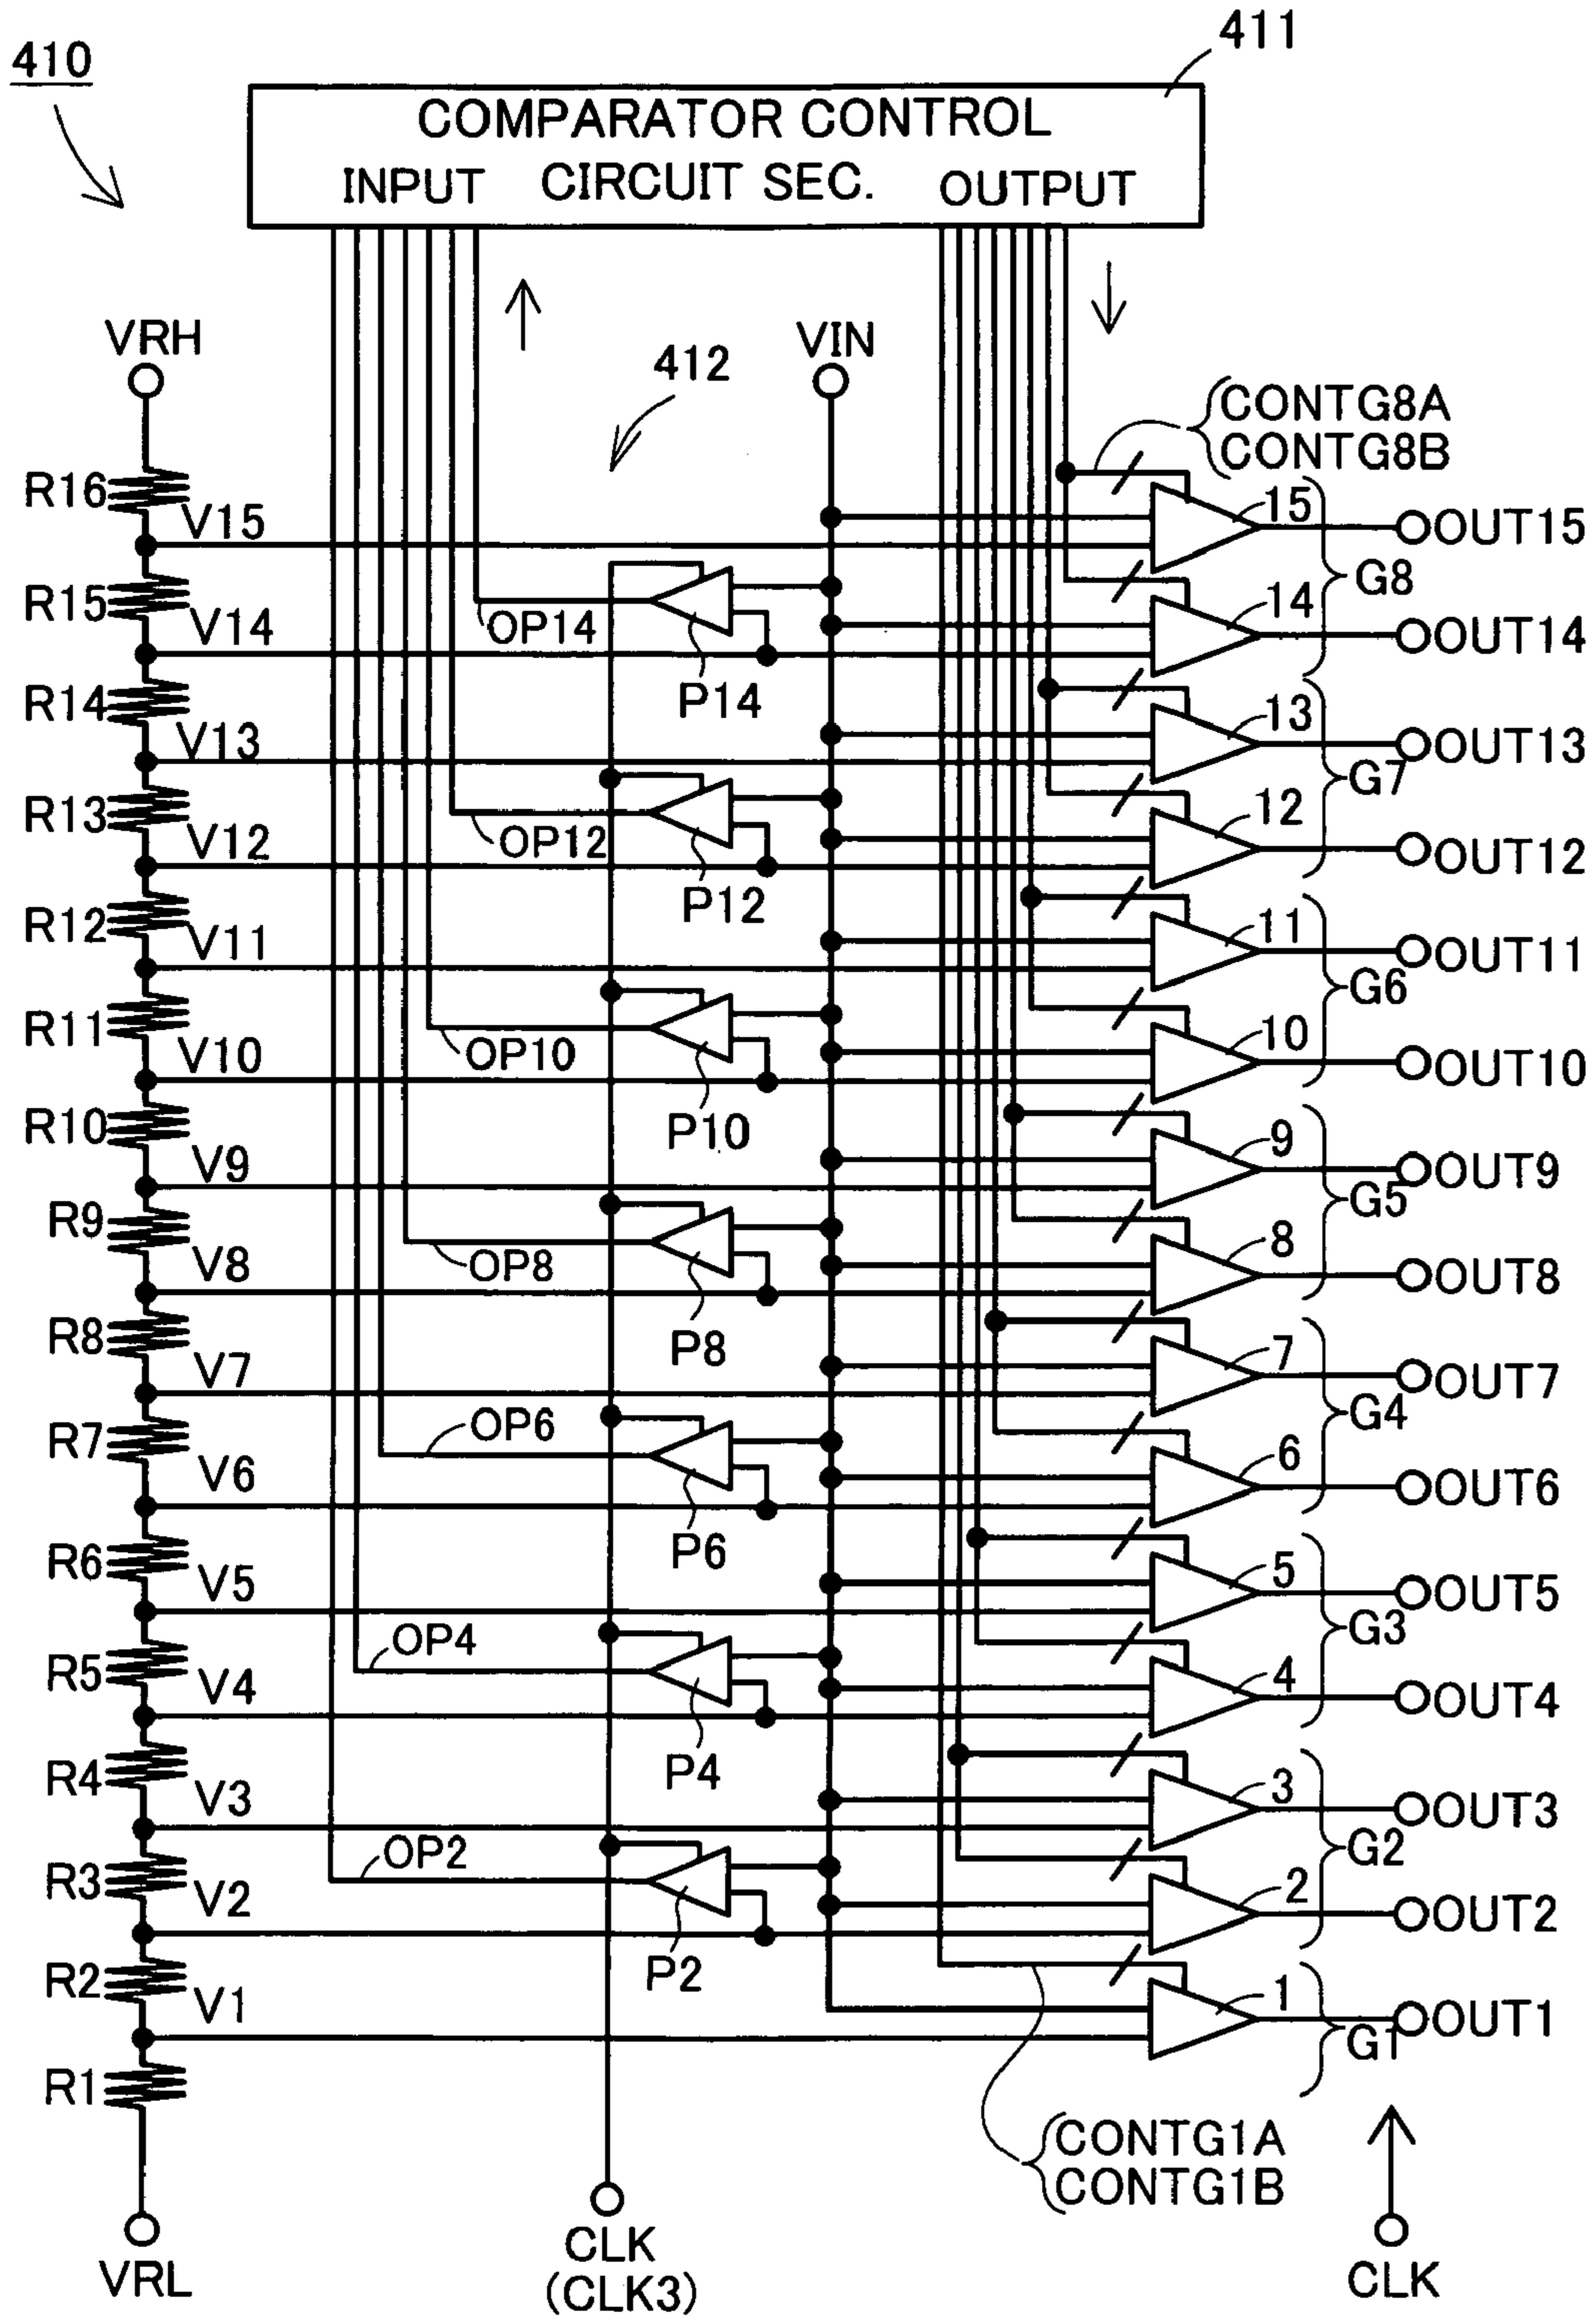 410
411
COMPARATOR CONTROL
INPUT CIRCUIT SEC. OUTPUT
VRH
412
VIN
CONTG8A
CONTG8B
R16
V15
15
OUT15
G8
R15
OP14
14
V14
OUT14
P14
R14
13
V13
OUT13
G7
R13
12
OP12
V12
OUT12
P12
R12
11
V11
OUT11
G6
R11
10
OP10
V10
OUT10
R10
P10
9
V9
OUT9
G5
R9
8
V8
OP8
OUT8
R8
P8
7
V7
OUT7
G4
OP6
R7
6
V6
OUT6
P6
R6
5
V5
OUT5
G3
OP4
R5
4
V4
OUT4
P4
R4
3
V3
OUT3
G2
OP2
R3
2
V2
OUT2
P2
R2
1
V1
OUT1
G1
R1
CONTG1A
CONTG1B
CLK
(CLK3)
VRL
CLK